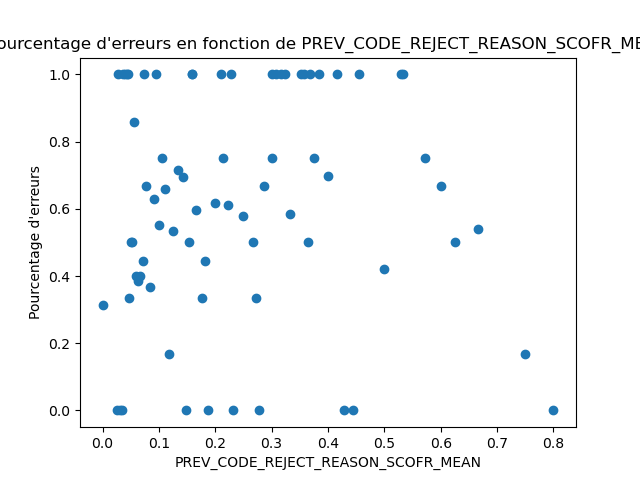 ourcentage d'erreurs en fonction de PREV_CODE_REJECT_REASON_SCOFR_ME
Pourcentage d'erreurs
1.0
0.8
0.6
0.4
0.2
0.0
0.0 0.1 0.2 0.3 0.4 0.5 0.6 0.7 0.8
PREV_CODE_REJECT_REASON_SCOFR_MEAN